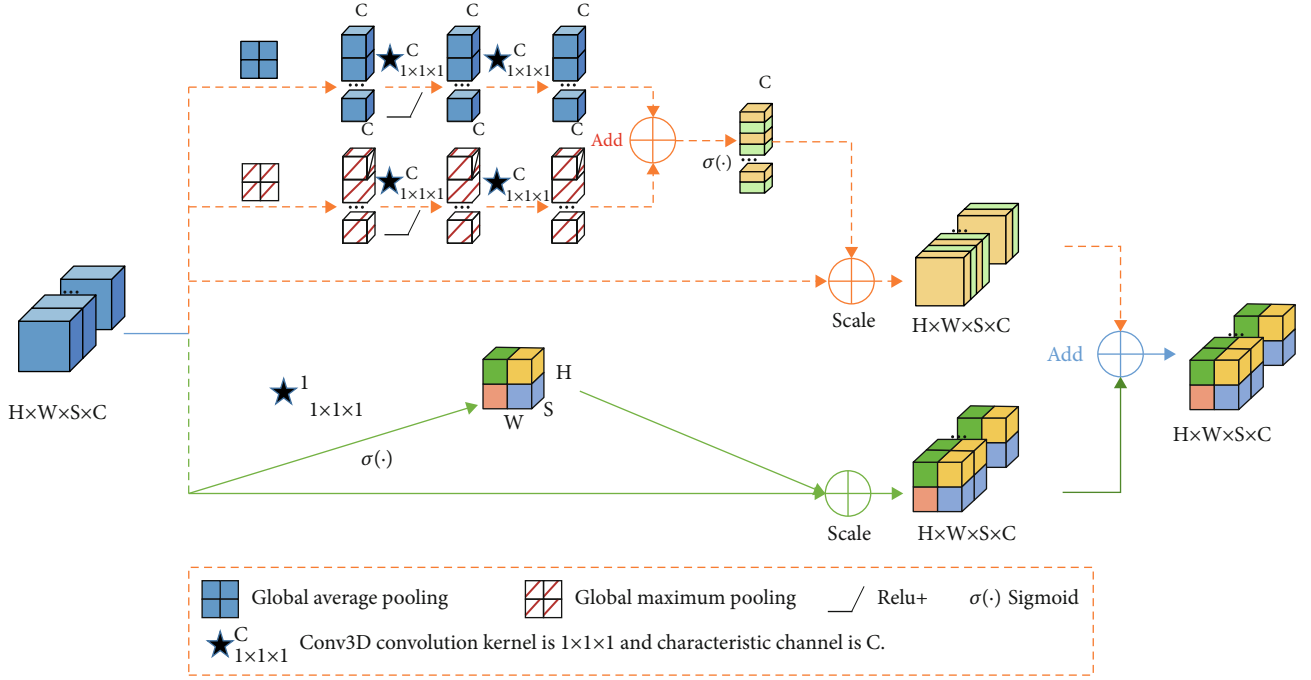 C
C
C
C
1×1×1
C
1×1×1
...
...
...
C
C
C
C
Add
σ(·)
...
C
1×1×1
C
1×1×1
...
...
...
...
...
H×W×S×C
Scale
H×W×S×C
Add
...
H×W×S×C
1
1×1×1
H
S
W
σ(·)
...
Scale
H×W×S×C
Global average pooling
Global maximum pooling
Relu+
σ(·) Sigmoid
C
1×1×1
Conv3D convolution kernel is 1×1×1 and characteristic channel is C.